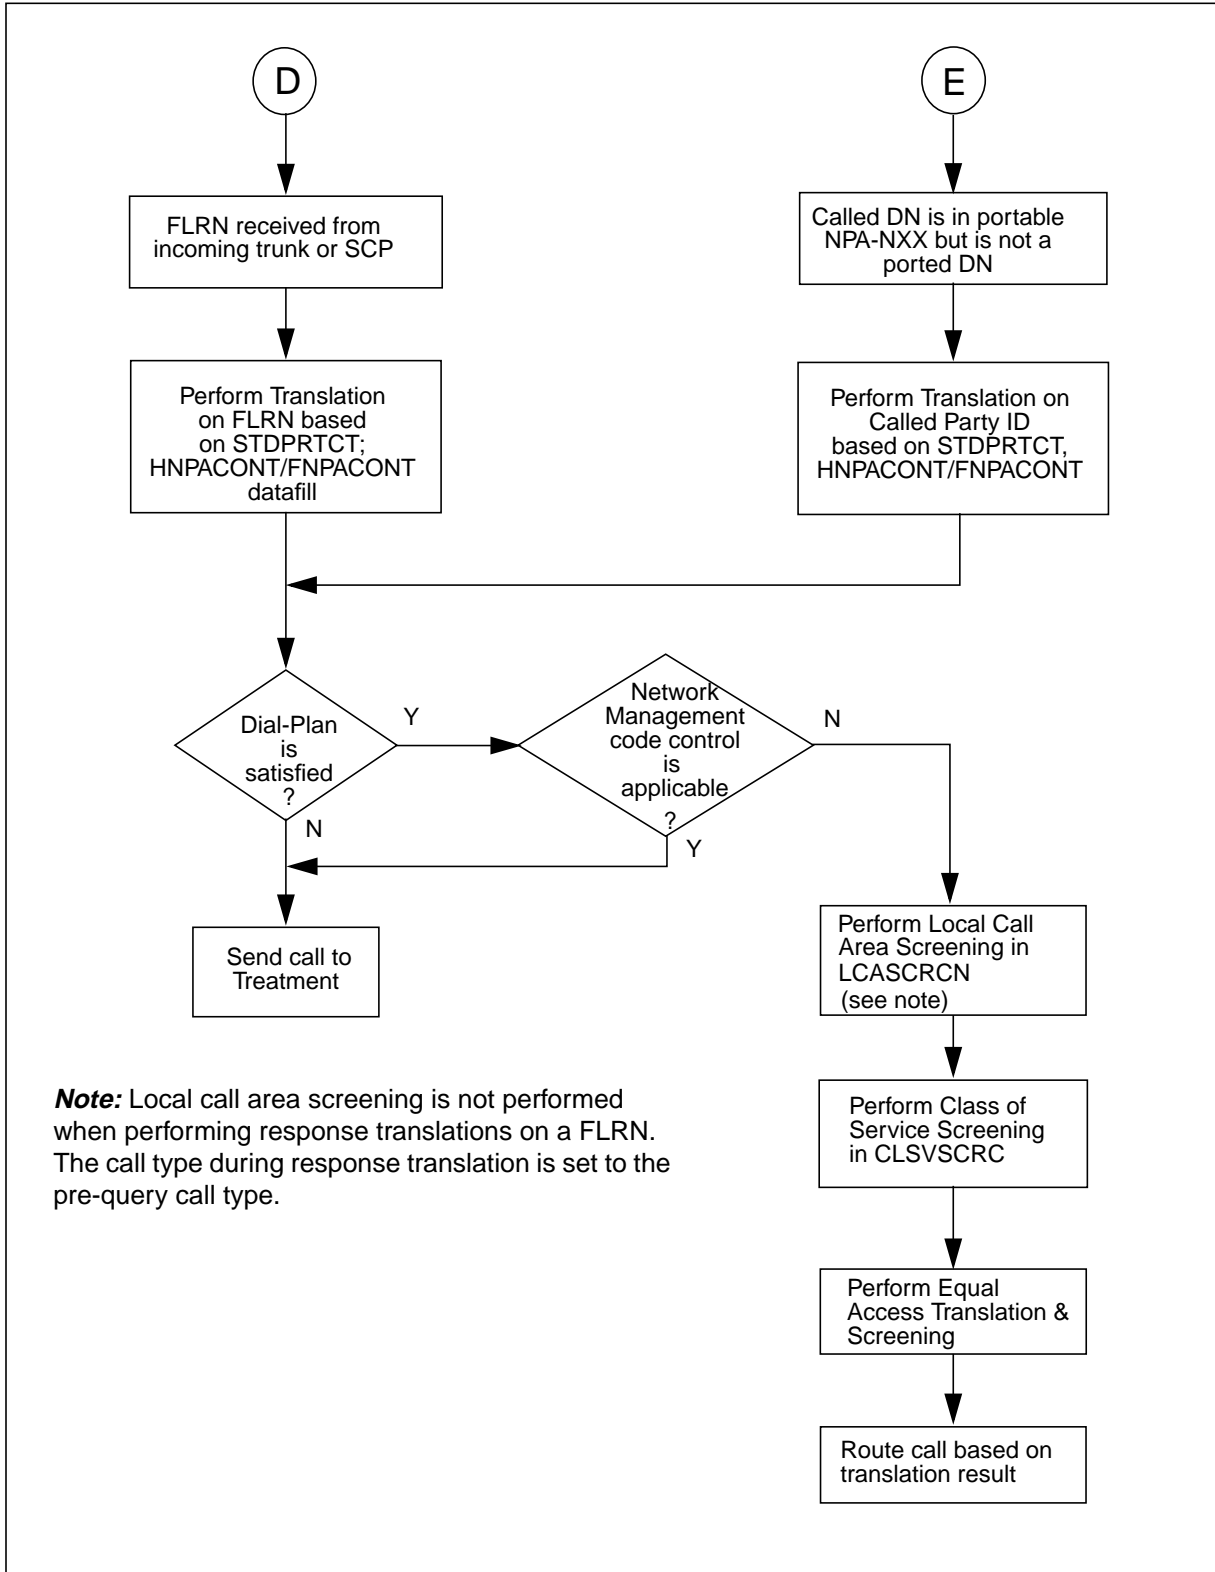 D
E
FLRN received from
incoming trunk or SCP
Called DN is in portable
NPA-NXX but is not a
ported DN
Perform Translation
on FLRN based
on STDPRTCT;
HNPACONT/FNPACONT
datafill
Perform Translation on
Called Party ID
based on STDPRTCT,
HNPACONT/FNPACONT
Dial-Plan
is
satisfied
?
Y
N
Network
Management
code control
is
applicable
?
N
Y
Send call to
Treatment
Perform Local Call
Area Screening in
LCASCRCN
(see note)
Perform Class of
Service Screening
in CLSVSCRC
Perform Equal
Access Translation &
Screening
Route call based on
translation result
Note: Local call area screening is not performed
when performing response translations on a FLRN.
The call type during response translation is set to the
pre-query call type.